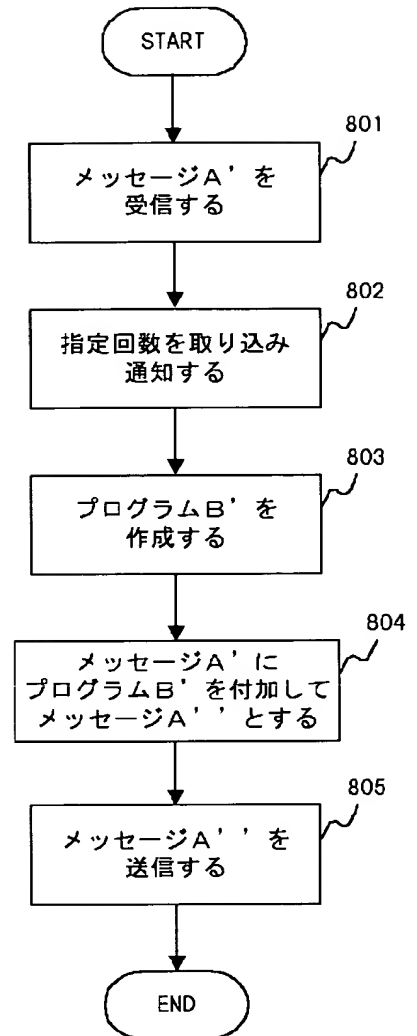 START
801
メッセージA'を
受信する
802
指定回数を取り込み
通知する
803
プログラムB'を
作成する
804
メッセージA'に
プログラムB'を付加して
メッセージA''とする
805
メッセージA''を
送信する
END